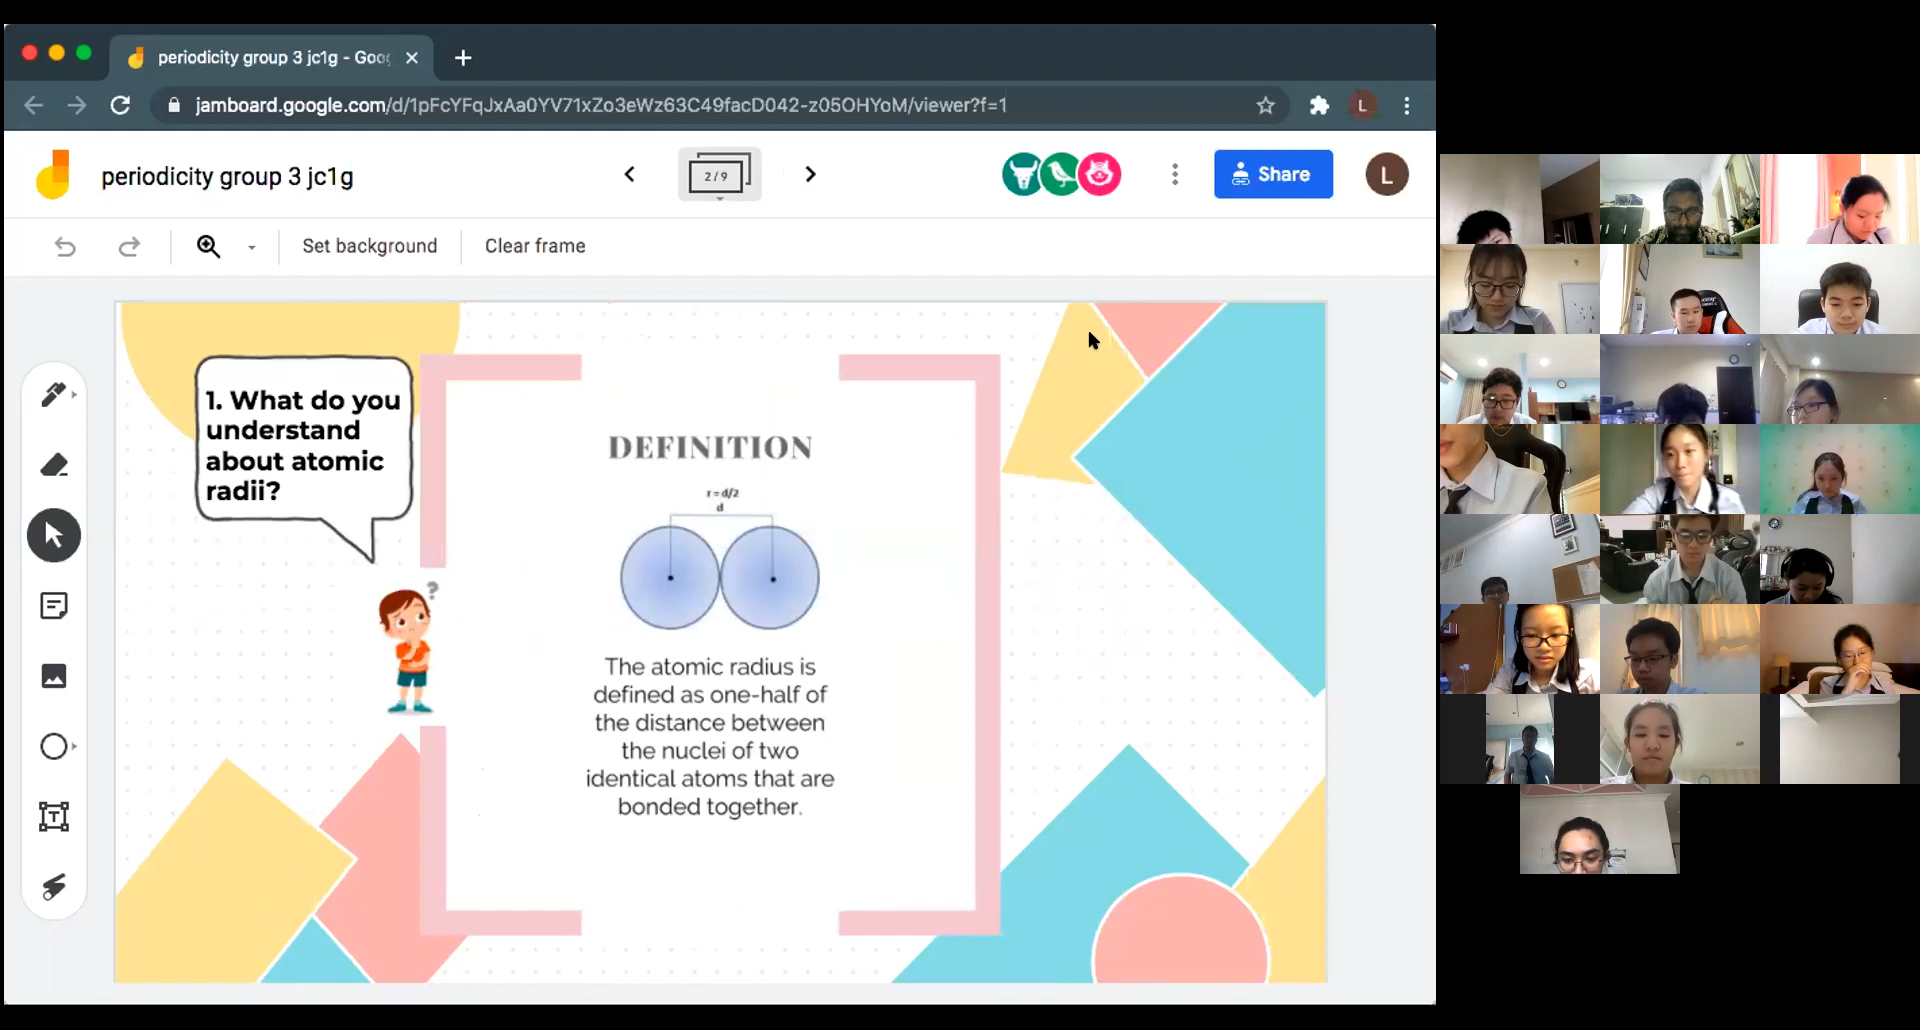 periodicity group 3 jc1g - Goo
jamboard.google.com/d/1pFcYFqJxAa0YV71xZo3eWz63C49facD042-z05OHYoM/viewer?f=1
L
periodicity group 3 jc1g
2/9
Share
L
Set background
Clear frame
1. What do you
understand
about atomic
radii?
?
DEFINITION
r=d/2
d
The atomic radius is
defined as one-half of
the distance between
the nuclei of two
identical atoms that are
bonded together.
T